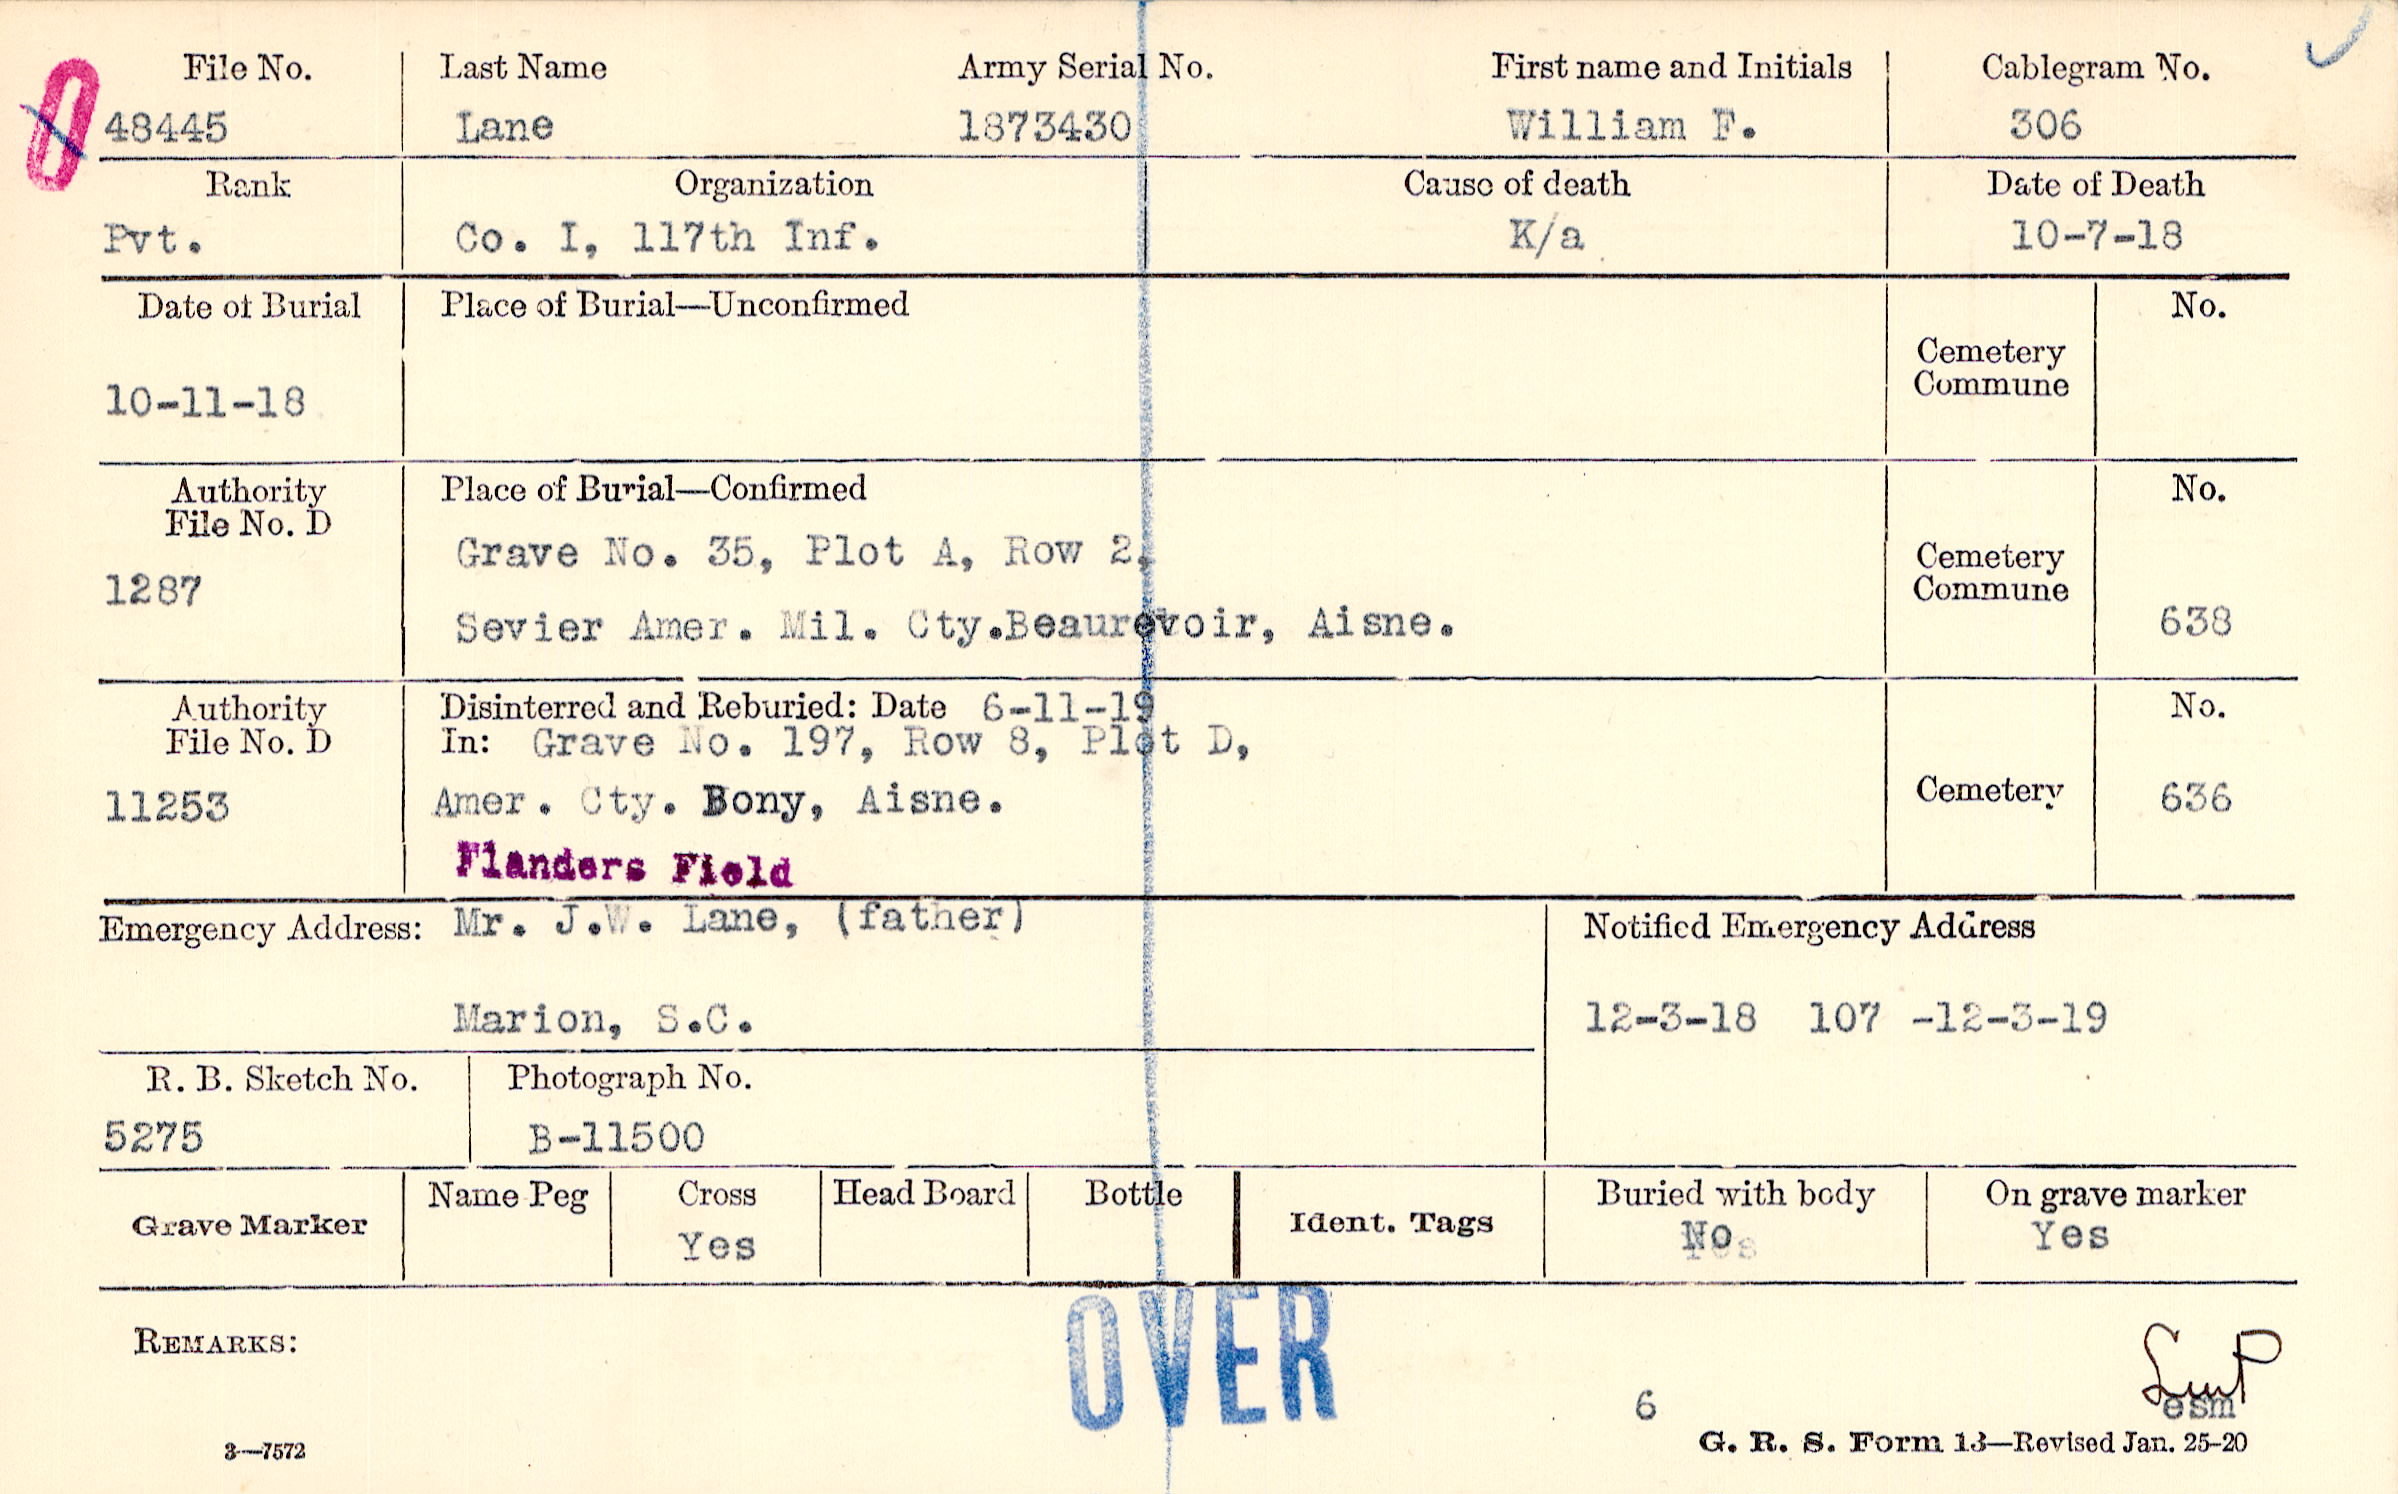 File No. Last Name Army Serial No. First name and Initials Cablegram No.
0 48445 Lane 1873430 William F. 306
Rank Organization Cause of death Date of Death
Pvt. Co. I, 117th Inf. K/a 10-7-18
Date of Burial Place of Burial—Unconfirmed No.
Cemetery
Commune
10-11-18
Authority Place of Burial—Confirmed No.
File No. D
Grave No. 35, Plot A, Row 2, Cemetery
1287 Commune
Sevier Amer. Mil. Cty.Beaurevoir, Aisne. 638
Authority Disinterred and Reburied: Date 6-11-19 No.
File No. D In: Grave No. 197, Row 8, Plot D,
11253 Amer. Cty. Bony, Aisne. Cemetery 636
Flanders Field
Emergency Address: Mr. J.W. Lane, (father) Notified Emergency Address
Marion, S.C. 12-3-18 107 -12-3-19
R. B. Sketch No. Photograph No.
5275 B-11500
Grave Marker Name Peg Cross Head Board Bottle Ident. Tags Buried with body On grave marker
Yes No Yes
OVER
REMARKS:
6 esm
3—7572 G. R. S. Form 13—Revised Jan. 25-20